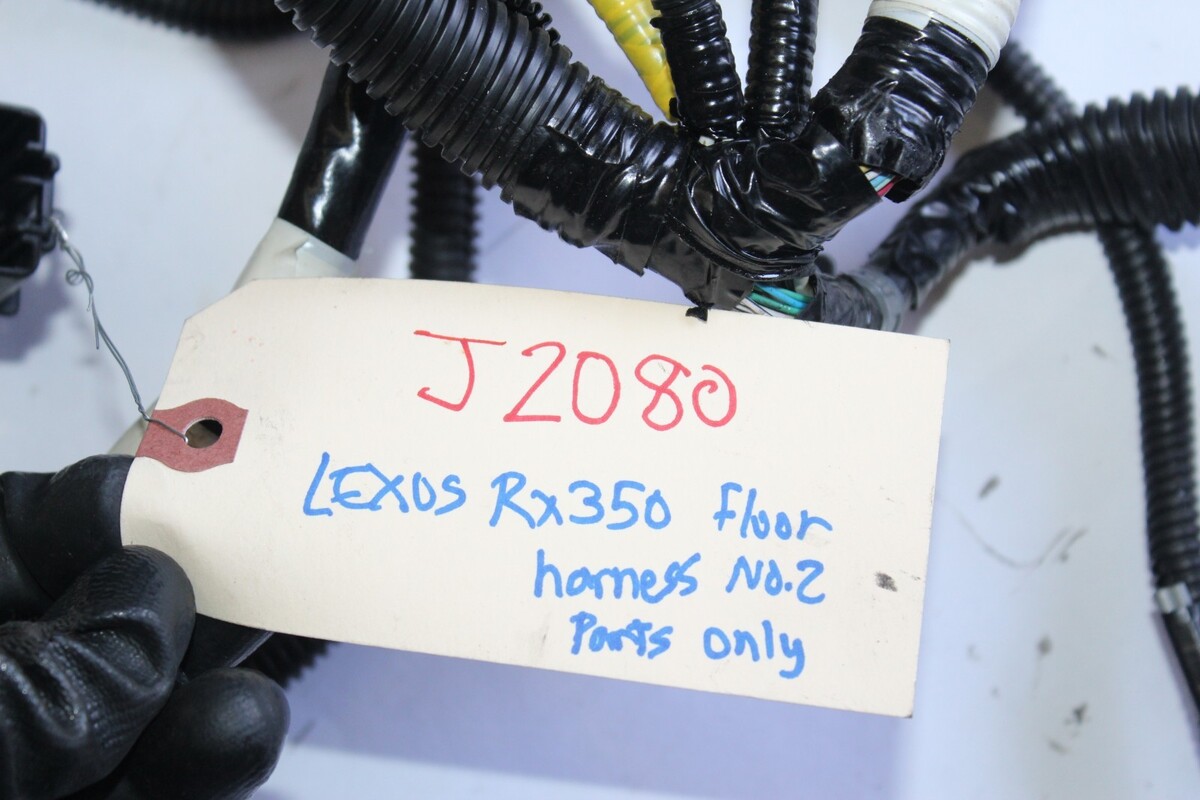 J2080
LEXUS Rx350 floor
harness No.2
Parts only